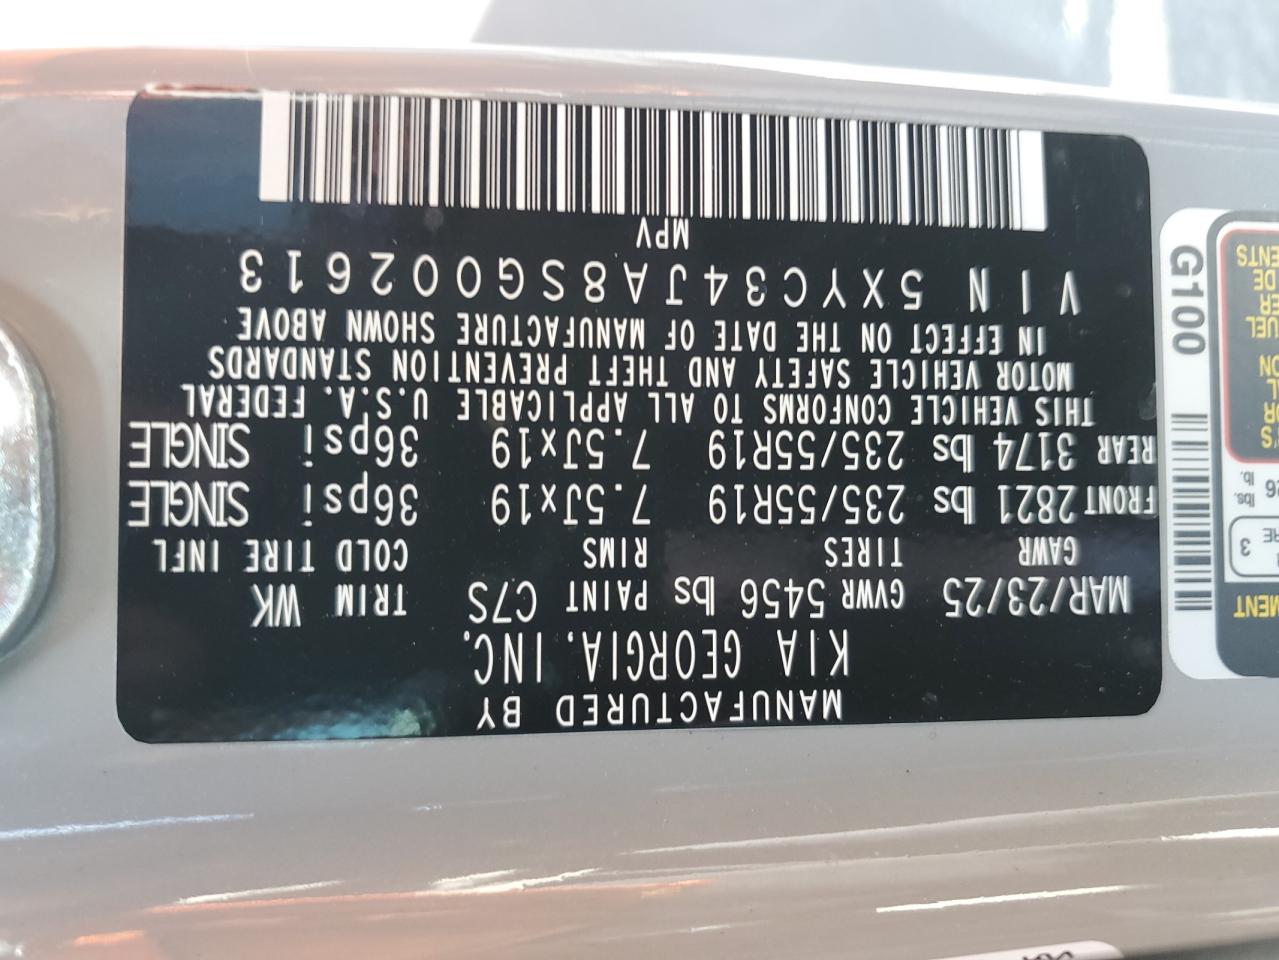 MANUFACTURED BY
KIA GEORGIA, INC.
MAR/23/25 GVWR 5456 lbs PAINT C7S TRIM WK
GAWR TIRES RIMS COLD TIRE INFL
FRONT 2821 lbs 235/55R19 7.5Jx19 36psi SINGLE
REAR 3174 lbs 235/55R19 7.5Jx19 36psi SINGLE
THIS VEHICLE CONFORMS TO ALL APPLICABLE U.S.A. FEDERAL
MOTOR VEHICLE SAFETY AND THEFT PREVENTION STANDARDS
IN EFFECT ON THE DATE OF MANUFACTURE SHOWN ABOVE
VIN 5XYC34JA8SG002613
MPV
G100
3
lbs.
lb.